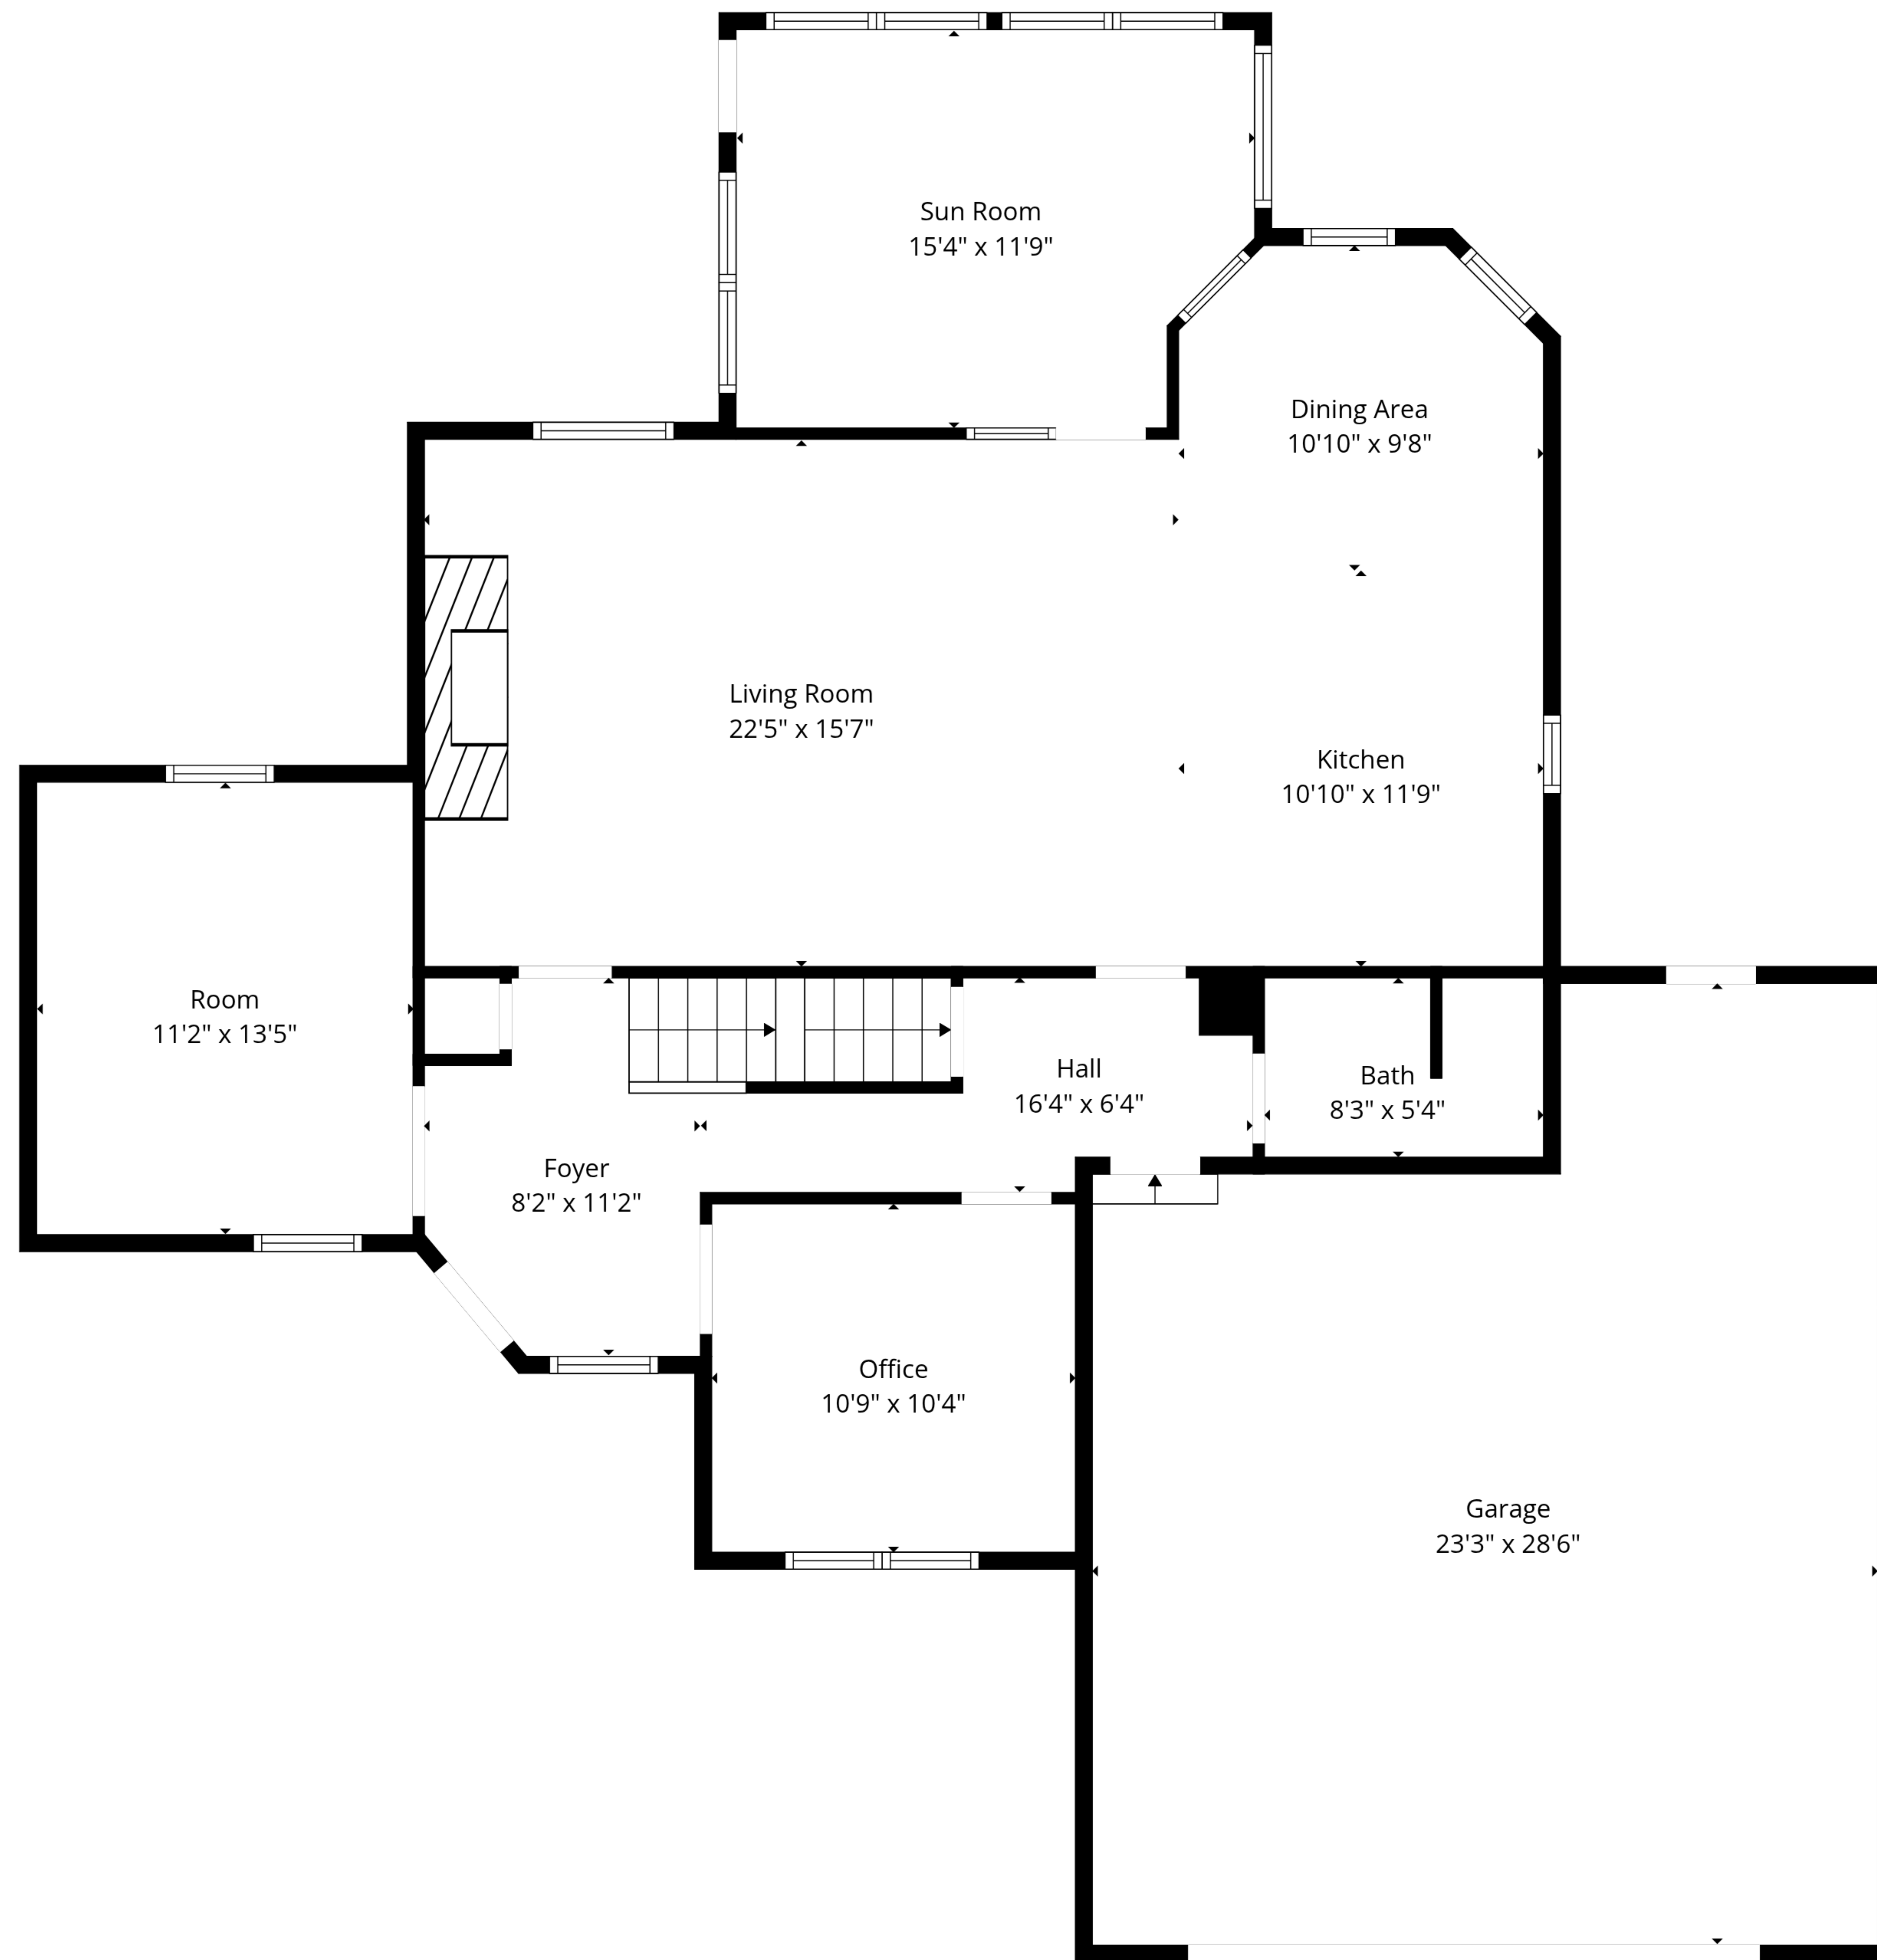 Sun Room
15'4" x 11'9"
Dining Area
10'10" x 9'8"
Living Room
22'5" x 15'7"
Kitchen
10'10" x 11'9"
Room
11'2" x 13'5"
Hall
16'4" x 6'4"
Bath
8'3" x 5'4"
Foyer
8'2" x 11'2"
Office
10'9" x 10'4"
Garage
23'3" x 28'6"